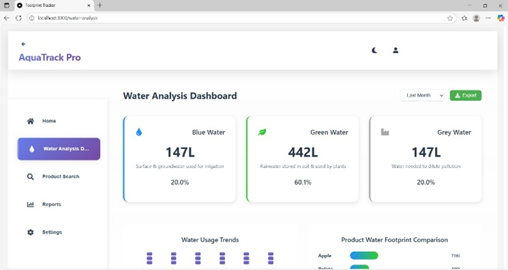 Footprint Tracker
localhost:3000/water-analysis
AquaTrack Pro
Water Analysis Dashboard
Last Month
Export
Home
Water Analysis D...
Product Search
Reports
Settings
Blue Water
147L
Surface & groundwater used for irrigation
20.0%
Green Water
442L
Rainwater stored in soil & used by plants
60.1%
Grey Water
147L
Water needed to dilute pollution
20.0%
Water Usage Trends
Product Water Footprint Comparison
Apple